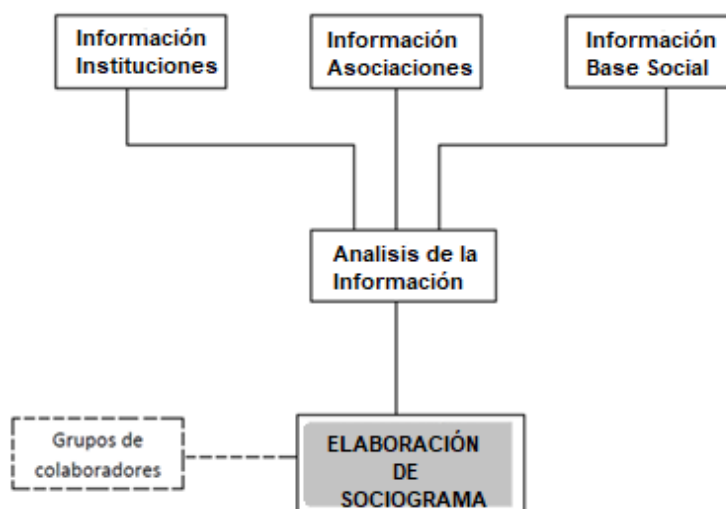 Información
Instituciones
Información
Asociaciones
Información
Base Social
Analisis de la
Información
Grupos de
colaboradores
ELABORACIÓN
DE
SOCIOGRAMA